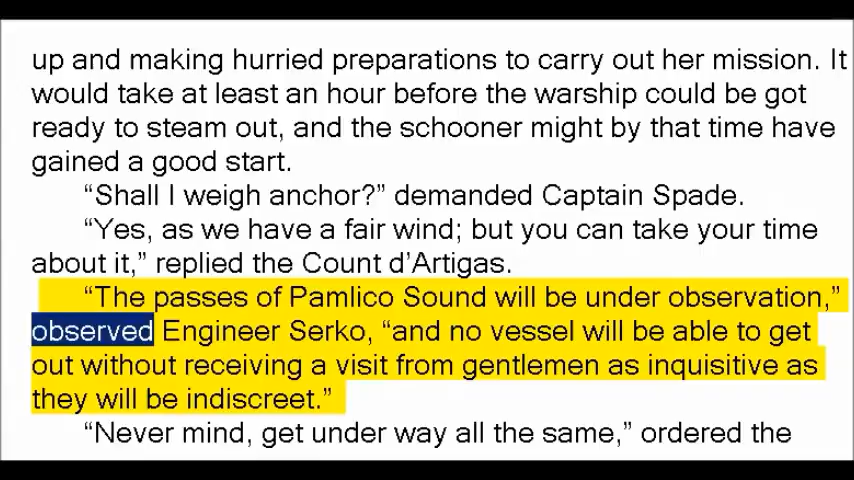 up and making hurried preparations to carry out her mission. It
would take at least an hour before the warship could be got
ready to steam out, and the schooner might by that time have
gained a good start.
“Shall I weigh anchor?” demanded Captain Spade.
“Yes, as we have a fair wind; but you can take your time
about it,” replied the Count d’Artigas.
“The passes of Pamlico Sound will be under observation,”
observed Engineer Serko, “and no vessel will be able to get
out without receiving a visit from gentlemen as inquisitive as
they will be indiscreet.”
“Never mind, get under way all the same,” ordered the